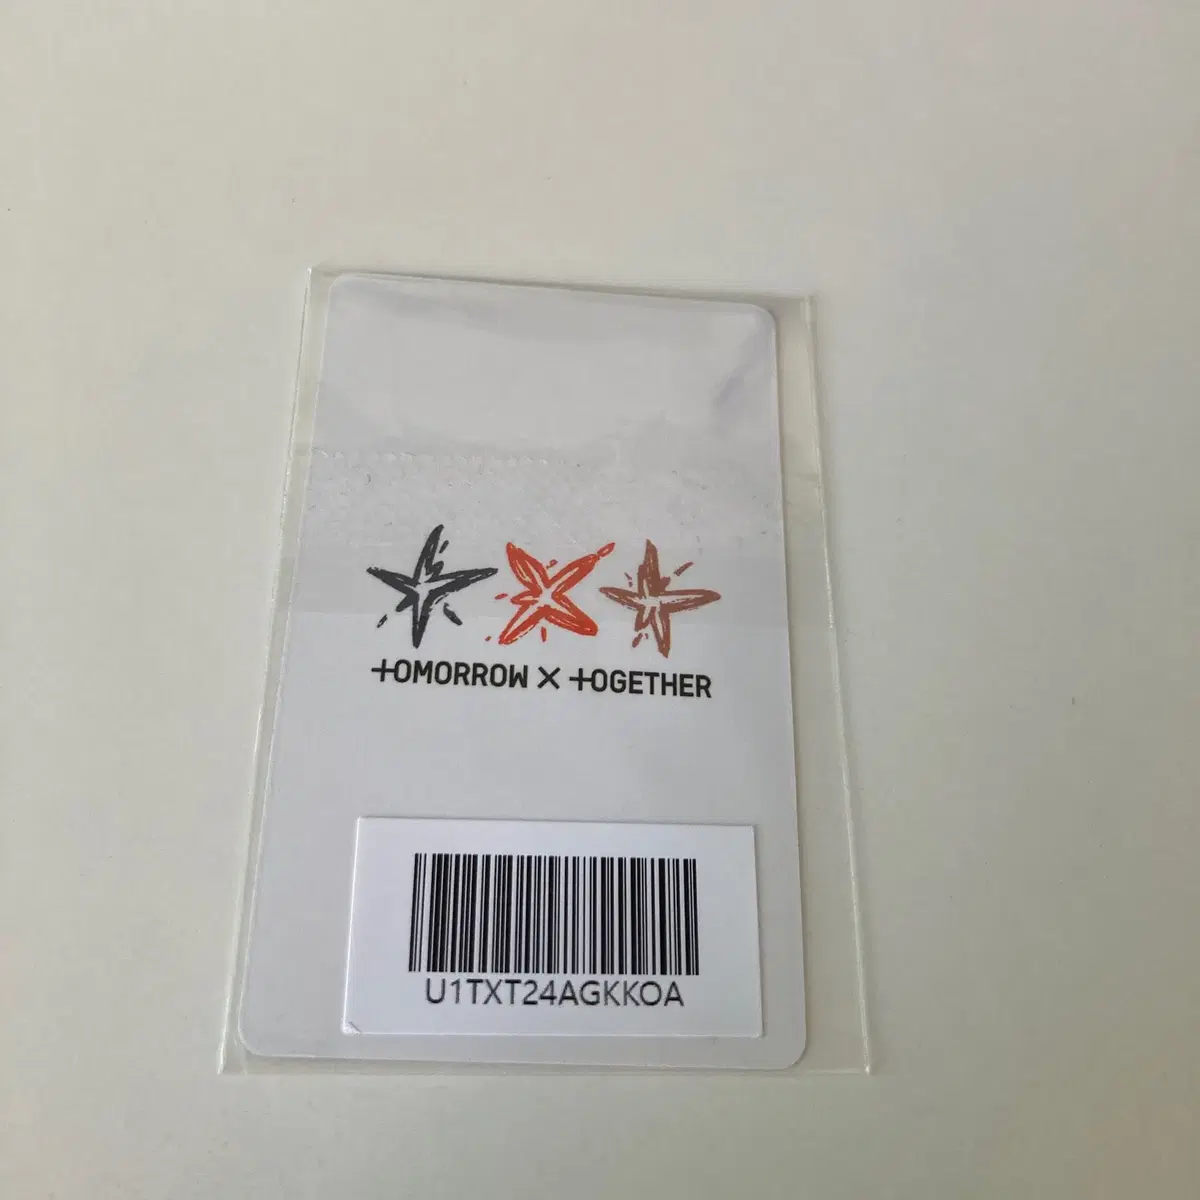 TOMORROW X TOGETHER
U1TXT24AGKKOA